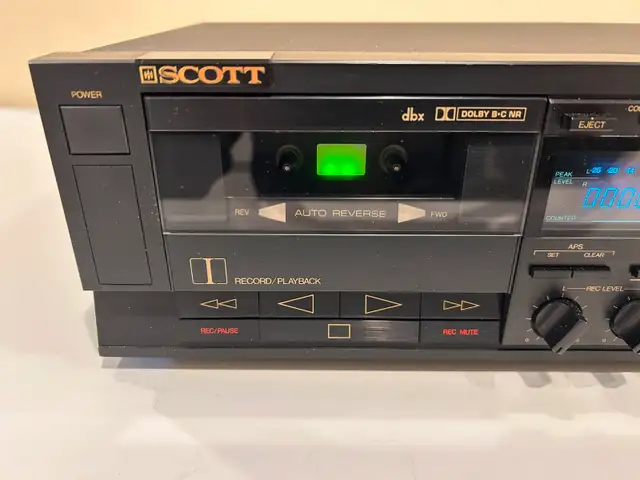 SCOTT
POWER
dbx DOLBY B·C NR
EJECT
REV AUTO REVERSE FWD
PEAK LEVEL
L
R
COUNTER
I RECORD/PLAYBACK
APS
SET CLEAR
L REC LEVEL
REC/PAUSE REC MUTE